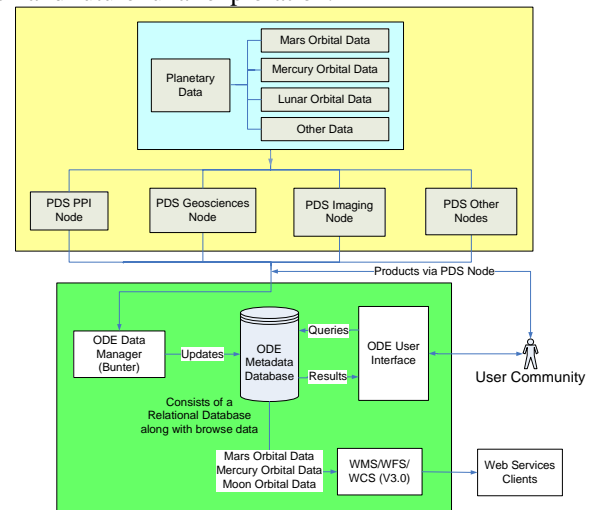 Mars Orbital Data
Mercury Orbital Data
Planetary
Data
Lunar Orbital Data
Other Data
PDS PPI
Node
PDS Geosciences
Node
PDS Imaging
Node
PDS Other
Nodes
Products via PDS Node
ODE Data
Manager
(Bunter)
Updates
ODE
Metadata
Database
Queries
Results
ODE User
Interface
User Community
Consists of a
Relational Database
along with browse data
Mars Orbital Data
Mercury Orbital Data
Moon Orbital Data
WMS/WFS/
WCS (V3.0)
Web Services
Clients